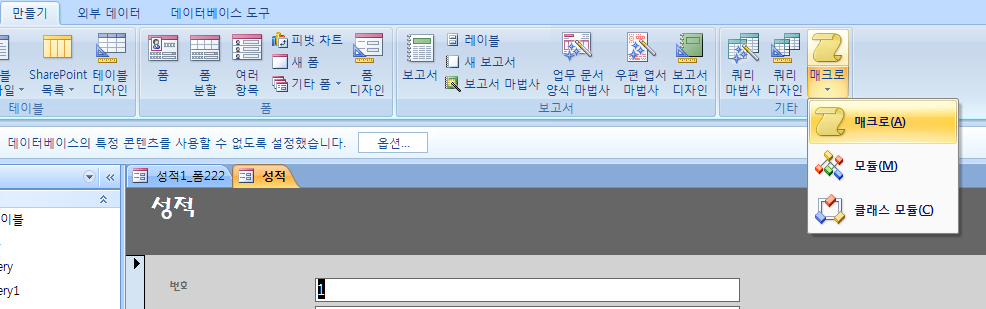 만들기 외부 데이터 데이터베이스 도구
SharePoint 목록 테이블 디자인
폼 폼 분할 여러 항목 피벗 차트 새 폼 기타 폼 폼 디자인
보고서 레이블 새 보고서 보고서 마법사 업무 문서 양식 마법사 우편 엽서 마법사 보고서 디자인
쿼리 마법사 쿼리 디자인 매크로
테이블 폼 보고서 기타
매크로(A)
모듈(M)
클래스 모듈(C)
데이터베이스의 특정 콘텐츠를 사용할 수 없도록 설정했습니다. 옵션...
성적1_폼222 성적
성적
이블
ery
ery1
번호 1